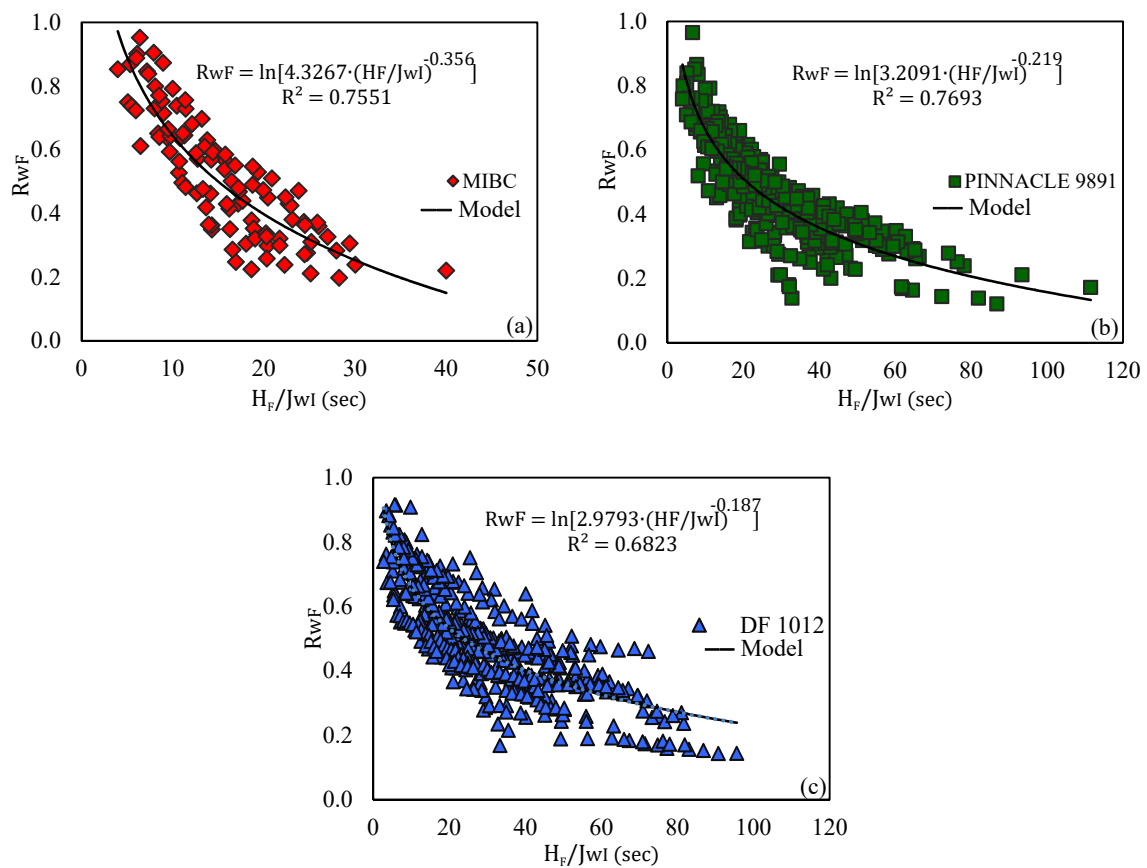 1.0
0.8
0.6
0.4
0.2
0.0
RwF
RwF = ln[4.3267·(HF/JwI)^-0.356]
R² = 0.7551
MIBC
Model
(a)
0 10 20 30 40 50
H_F/JwI (sec)
1.0
0.8
0.6
0.4
0.2
0.0
RwF
RwF = ln[3.2091·(HF/JwI)^-0.219]
R² = 0.7693
PINNACLE 9891
Model
(b)
0 20 40 60 80 100 120
H_F/JwI (sec)
1.0
0.8
0.6
0.4
0.2
0.0
RwF
RwF = ln[2.9793·(HF/JwI)^-0.187]
R² = 0.6823
DF 1012
Model
(c)
0 20 40 60 80 100 120
H_F/JwI (sec)